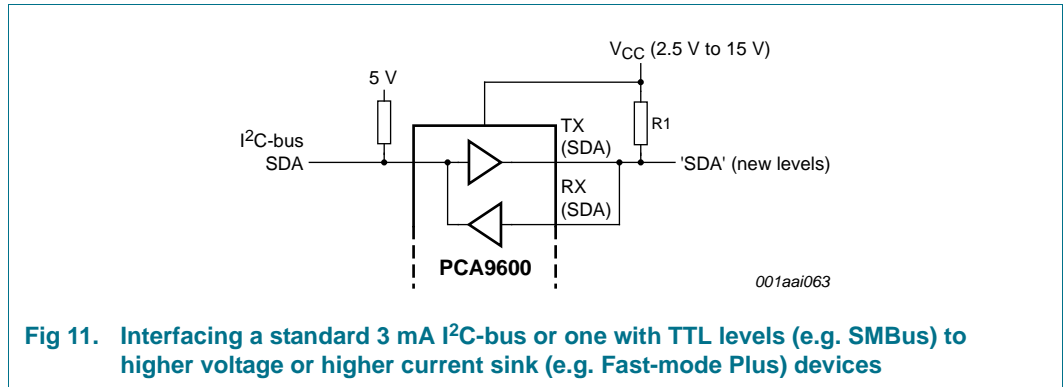 VCC (2.5 V to 15 V)
5 V
R1
TX
(SDA)
I2C-bus
SDA
'SDA' (new levels)
RX
(SDA)
PCA9600
001aai063
Fig 11. Interfacing a standard 3 mA I2C-bus or one with TTL levels (e.g. SMBus) to
higher voltage or higher current sink (e.g. Fast-mode Plus) devices